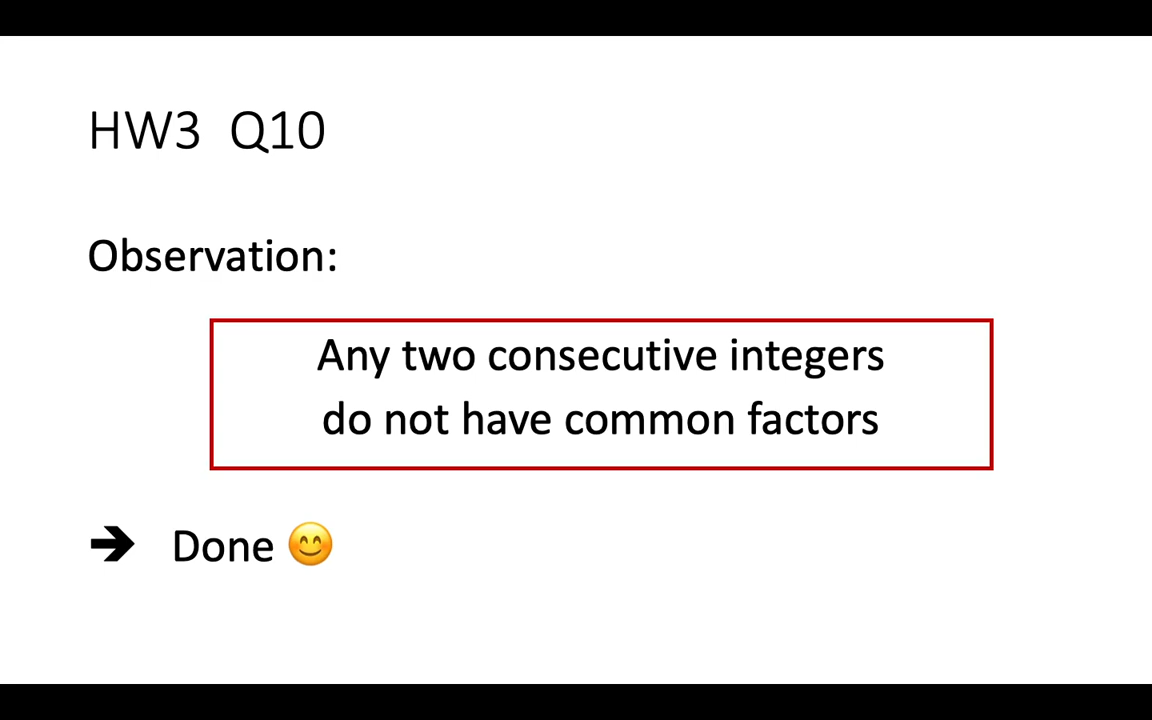 HW3 Q10
Observation:
Any two consecutive integers
do not have common factors
➔ Done 😊